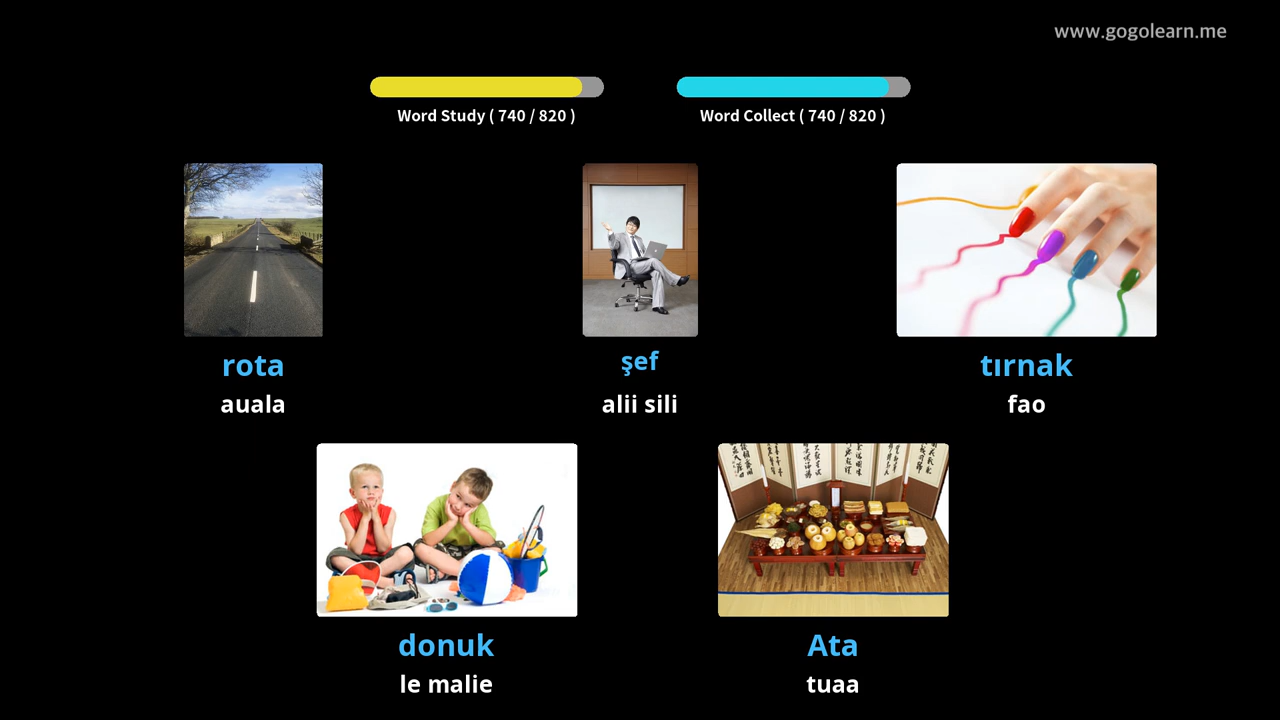 www.gogolearn.me
Word Study ( 740 / 820 )
Word Collect ( 740 / 820 )
rota
auala
şef
alii sili
tırnak
fao
donuk
le malie
Ata
tuaa